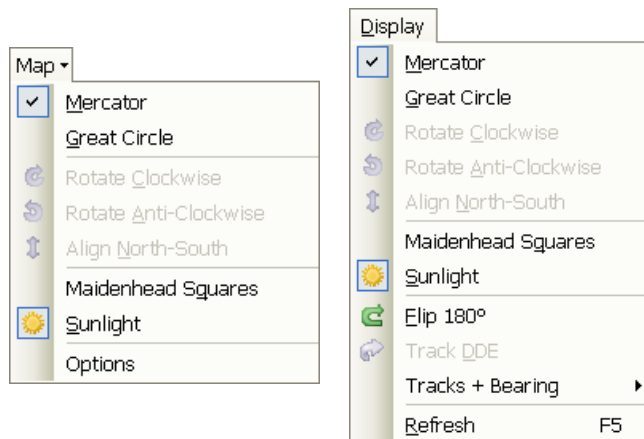 Map
Mercator
Great Circle
Rotate Clockwise
Rotate Anti-Clockwise
Align North-South
Maidenhead Squares
Sunlight
Options
Display
Mercator
Great Circle
Rotate Clockwise
Rotate Anti-Clockwise
Align North-South
Maidenhead Squares
Sunlight
Flip 180º
Track DDE
Tracks + Bearing
Refresh F5